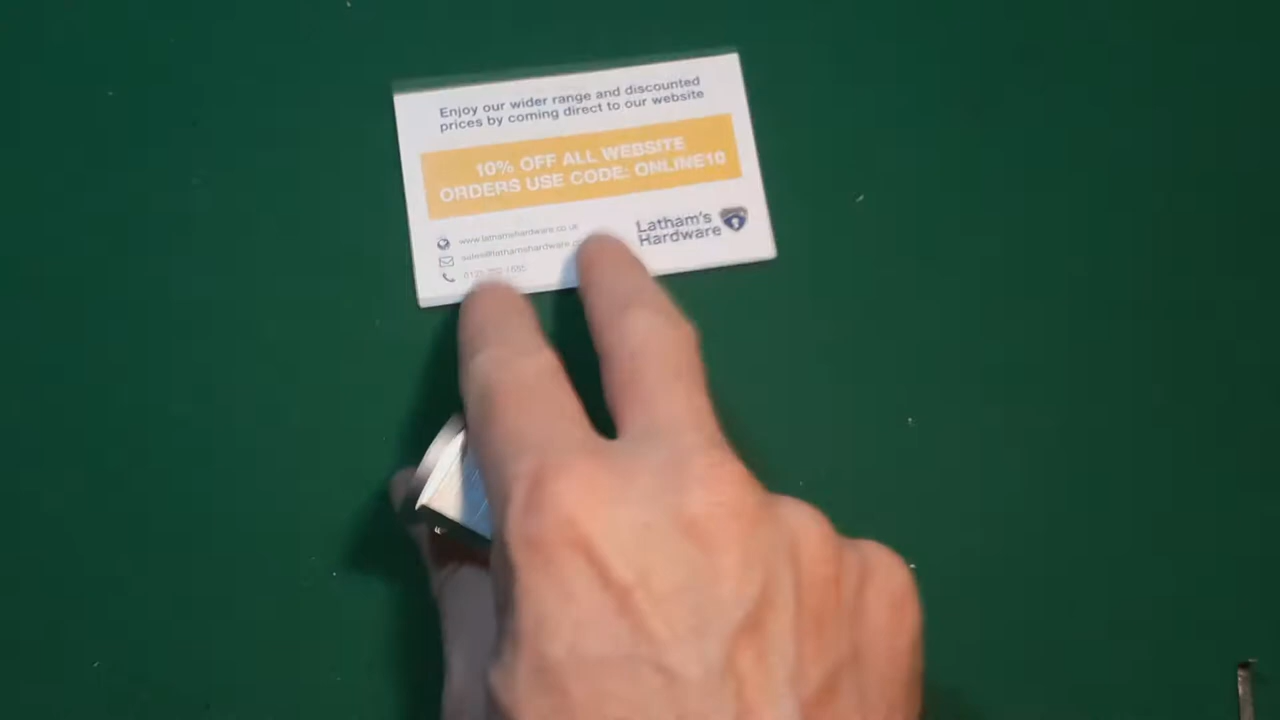 Enjoy our wider range and discounted
prices by coming direct to our website
10% OFF ALL WEBSITE
ORDERS USE CODE: ONLINE10
www.lathamshardware.co.uk
Latham's
Hardware